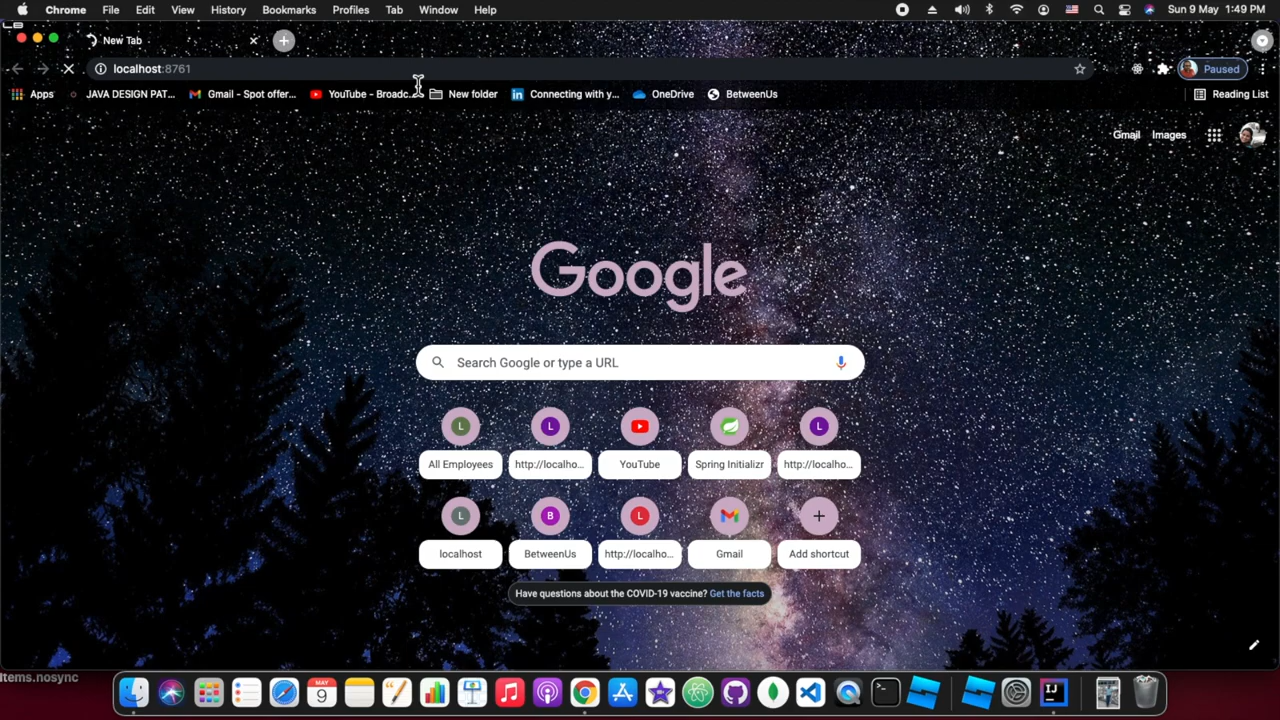 Chrome File Edit View History Bookmarks Profiles Tab Window Help Sun 9 May 1:49 PM
New Tab
localhost:8761 Paused
Apps JAVA DESIGN PAT... Gmail - Spot offer... YouTube - Broadc... New folder Connecting with y... OneDrive BetweenUs Reading List
Gmail Images
Google
Search Google or type a URL
L L L
All Employees http://localho... YouTube Spring Initializr http://localho...
L B L
localhost BetweenUs http://localho... Gmail Add shortcut
Have questions about the COVID-19 vaccine? Get the facts
Items.nosync
MAY
9
IJ